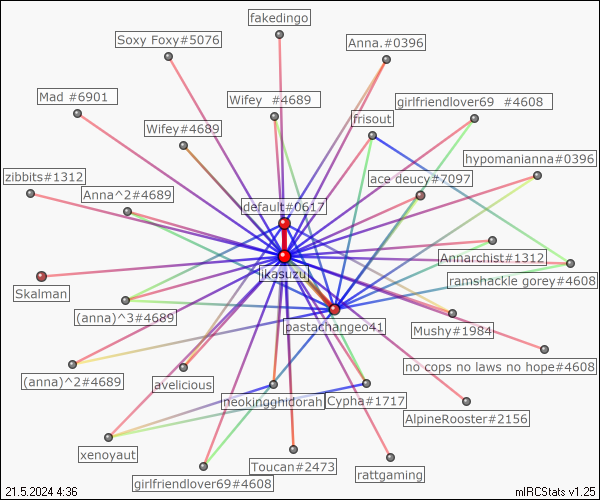 fakedingo
Soxy Foxy#5076
Anna.#0396
Mad #6901
Wifey #4689
girlfriendlover69 #4608
frisout
Wifey#4689
hypomanianna#0396
zibbits#1312
ace deucy#7097
Anna^2#4689
default#0617
Annarchist#1312
ikasuzu
ramshackle gorey#4608
Skalman
(anna)^3#4689
pastachangeo41
Mushy#1984
no cops no laws no hope#4608
(anna)^2#4689
avelicious
neokingghidorah
Cypha#1717
AlpineRooster#2156
xenoyaut
Toucan#2473
rattgaming
girlfriendlover69#4608
21.5.2024 4:36
mIRCStats v1.25